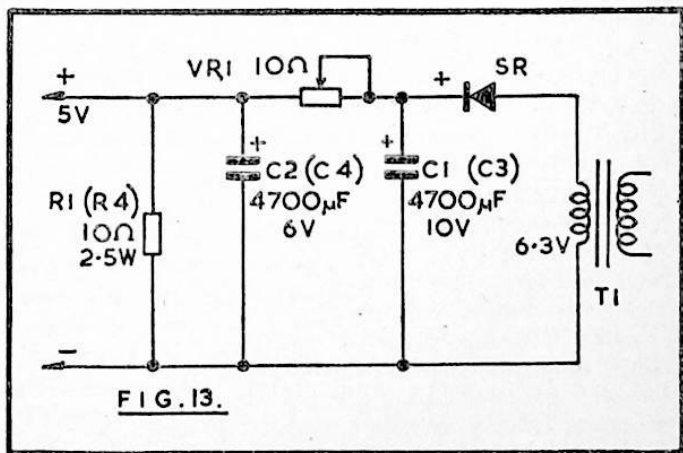 VR1 10Ω SR
+ + 5V
+ C2 (C4) 4700µF 6V
+ C1 (C3) 4700µF 10V
R1 (R4) 10Ω 2·5W
6·3V
T1
−
FIG.13.